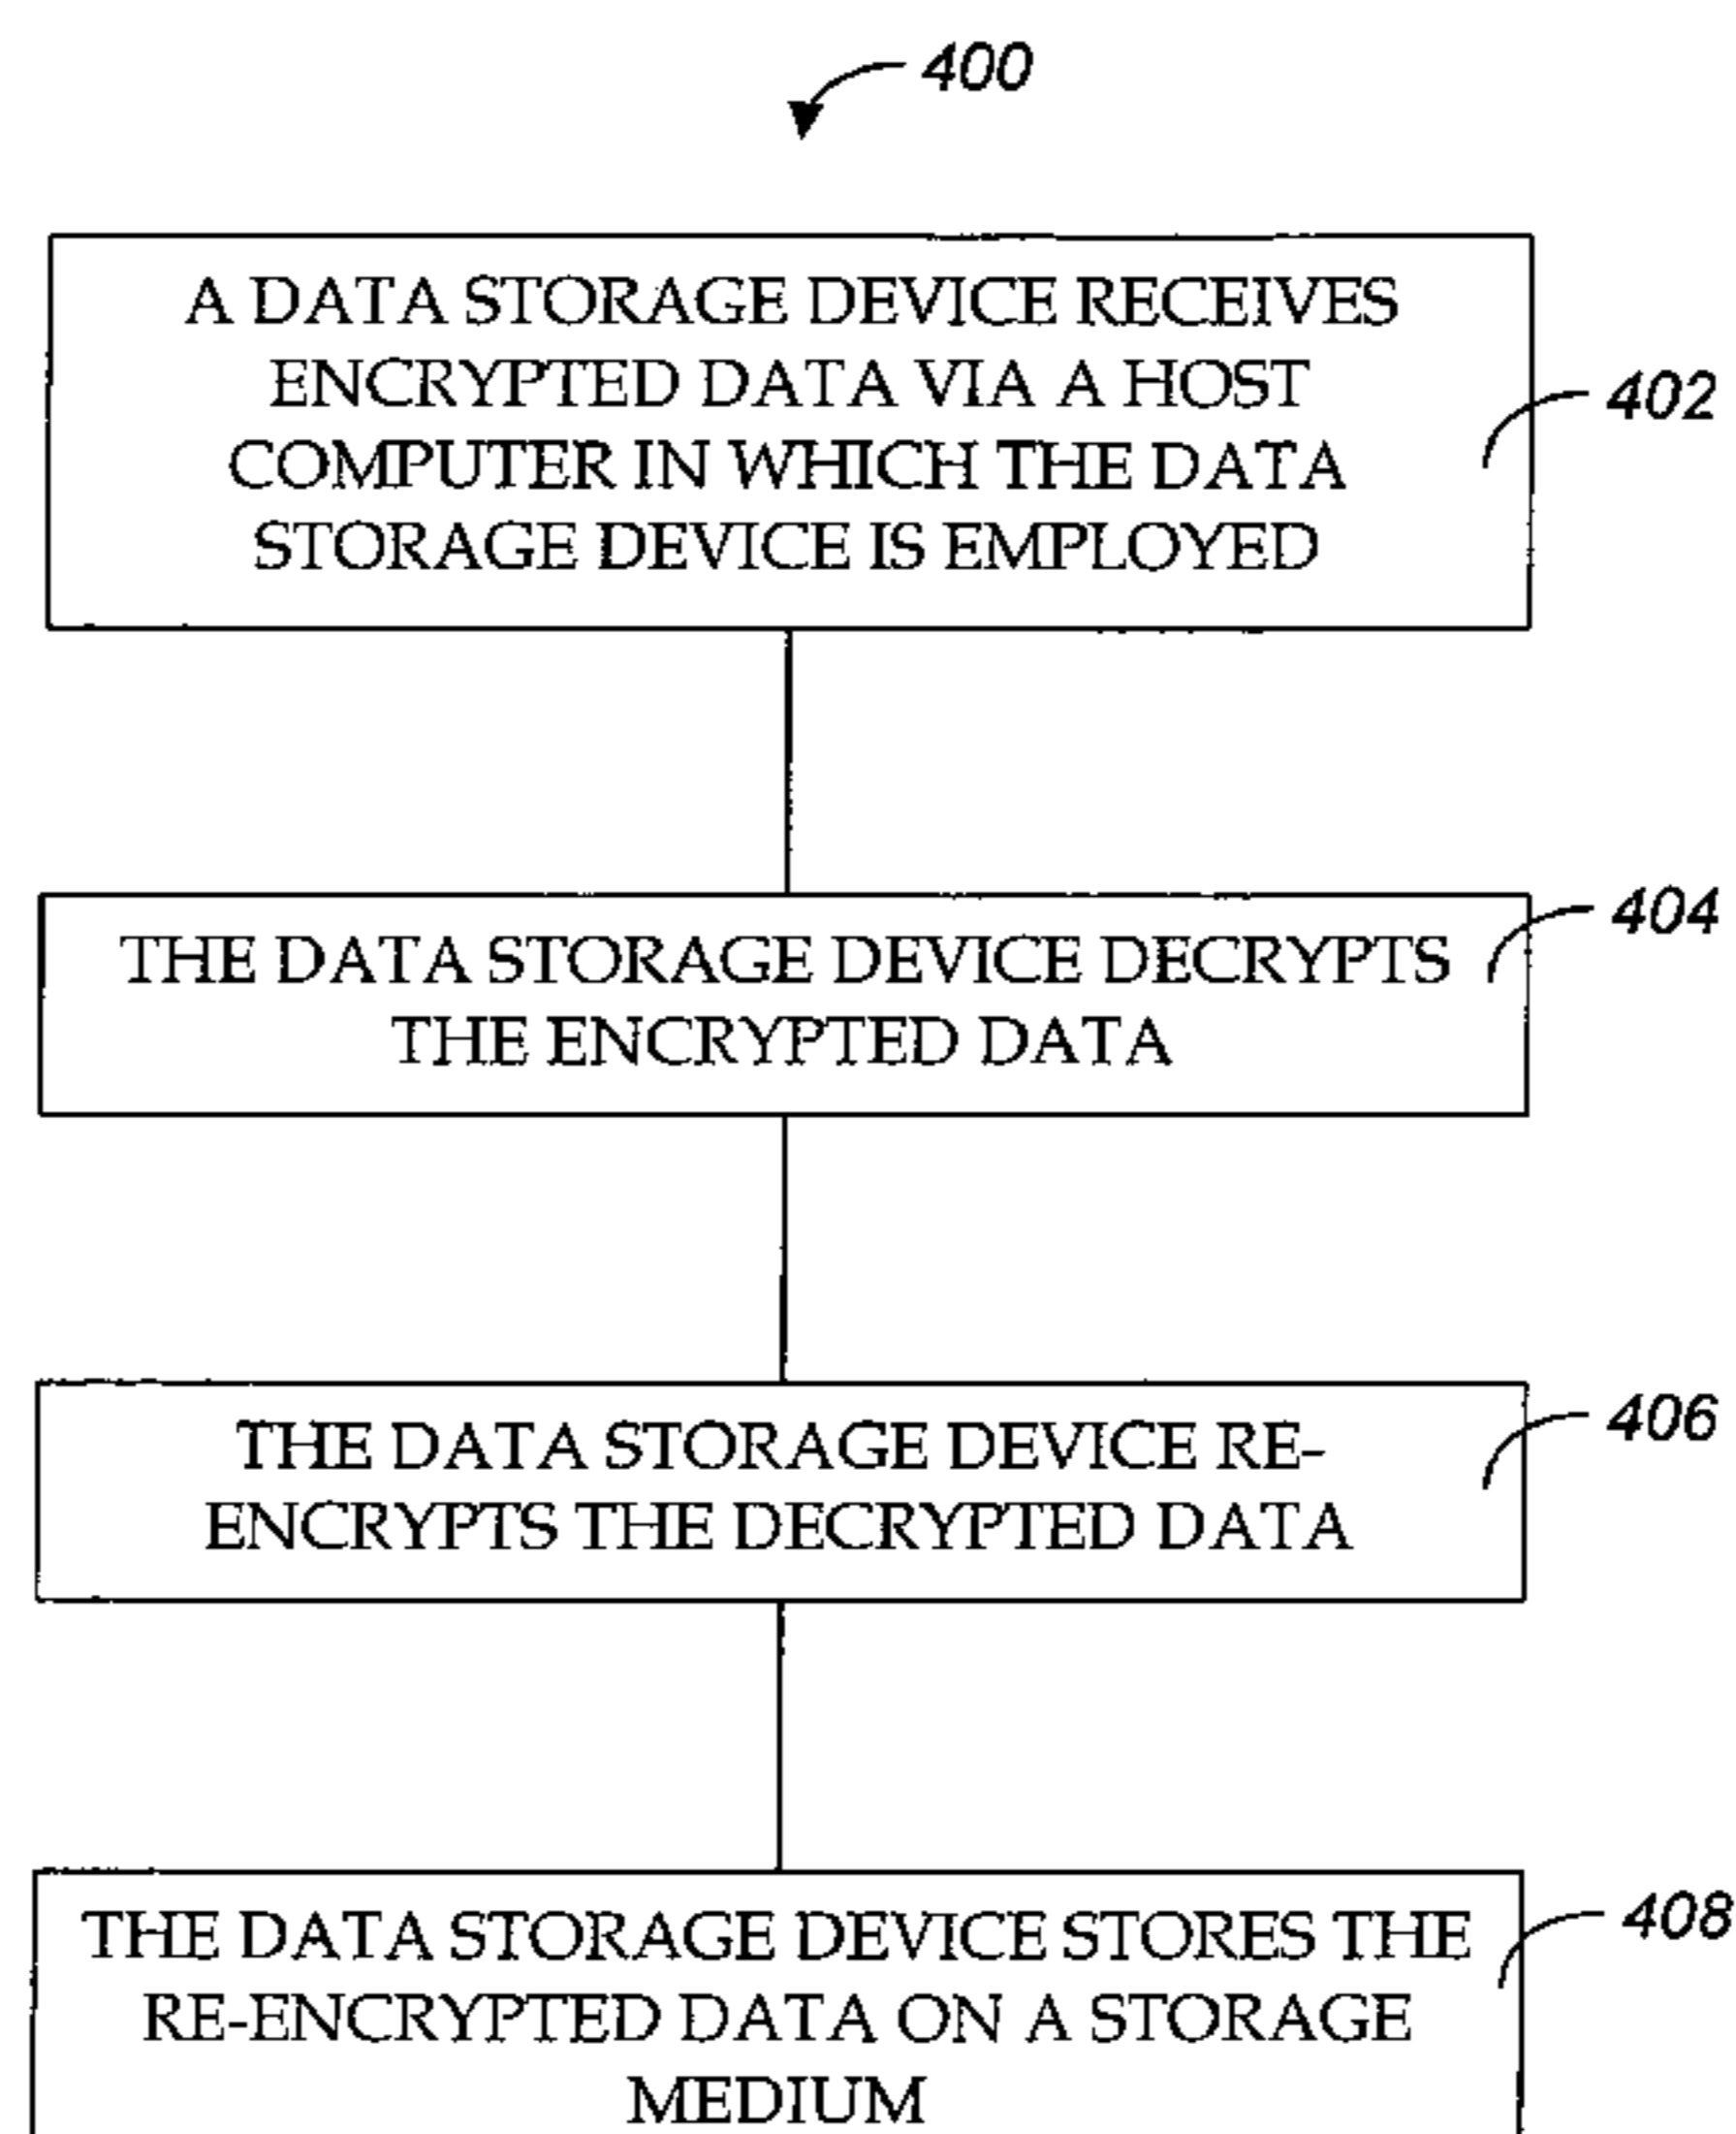 400
A DATA STORAGE DEVICE RECEIVES
ENCRYPTED DATA VIA A HOST
COMPUTER IN WHICH THE DATA
STORAGE DEVICE IS EMPLOYED
402
THE DATA STORAGE DEVICE DECRYPTS
THE ENCRYPTED DATA
404
THE DATA STORAGE DEVICE RE-
ENCRYPTS THE DECRYPTED DATA
406
THE DATA STORAGE DEVICE STORES THE
RE-ENCRYPTED DATA ON A STORAGE
MEDIUM
408